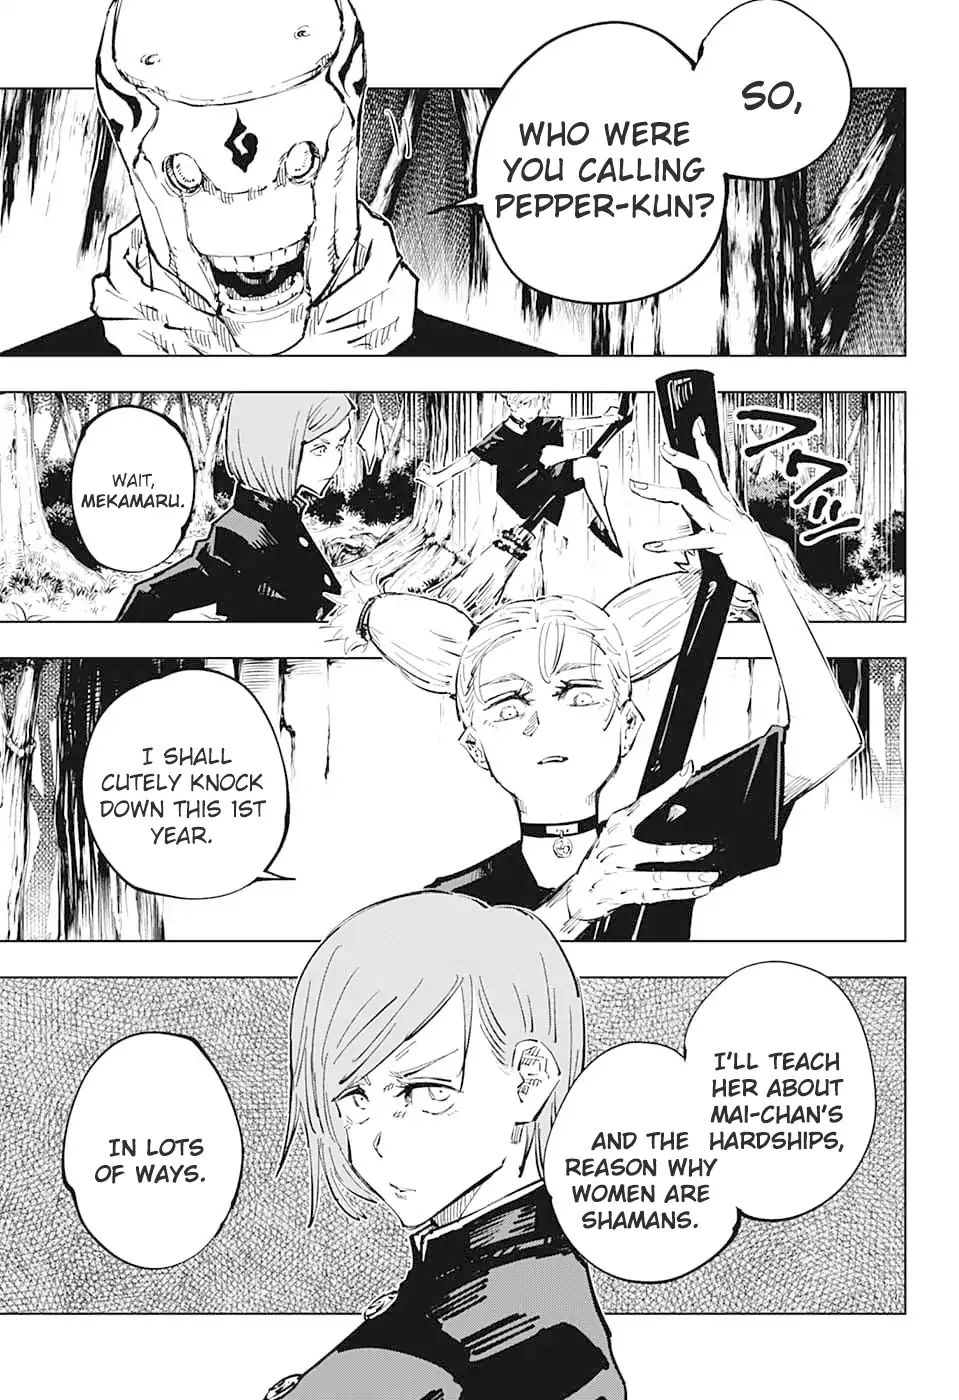 SO,
WHO WERE
YOU CALLING
PEPPER-KUN?
フワッ
WAIT,
MEKAMARU.
I SHALL
CUTELY KNOCK
DOWN THIS 1ST
YEAR.
I'LL TEACH
HER ABOUT
MAI-CHAN'S
HARDSHIPS,
AND THE
REASON WHY
WOMEN ARE
SHAMANS.
IN LOTS
OF WAYS.